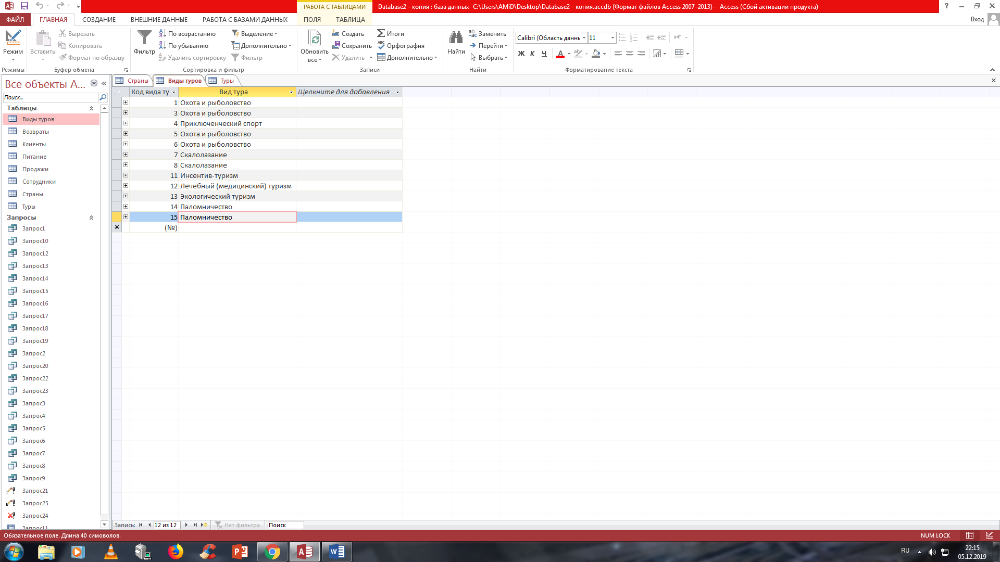 РАБОТА С ТАБЛИЦАМИ
Database2 - копия : база данных- C:\Users\AMiD\Desktop\Database2 - копия.accdb (Формат файлов Access 2007–2013) - Access (Сбой активации продукта)
ФАЙЛ ГЛАВНАЯ СОЗДАНИЕ ВНЕШНИЕ ДАННЫЕ РАБОТА С БАЗАМИ ДАННЫХ ПОЛЯ ТАБЛИЦА Вход
Режим
Режимы
Вставить
Вырезать
Копировать
Формат по образцу
Буфер обмена
Фильтр
По возрастанию
По убыванию
Удалить сортировку
Выделение
Дополнительно
Фильтр
Сортировка и фильтр
Обновить
все
Создать
Сохранить
Удалить
Итоги
Орфография
Дополнительно
Записи
Найти
Заменить
Перейти
Выбрать
Найти
Calibri (Область данны 11
Ж К Ч
Форматирование текста
Все объекты A...
Поиск...
Таблицы
Виды туров
Возвраты
Клиенты
Питание
Продажи
Сотрудники
Страны
Туры
Запросы
Запрос1
Запрос10
Запрос12
Запрос13
Запрос14
Запрос15
Запрос16
Запрос17
Запрос18
Запрос19
Запрос2
Запрос20
Запрос22
Запрос23
Запрос3
Запрос4
Запрос5
Запрос6
Запрос7
Запрос8
Запрос9
Запрос21
Запрос25
Запрос24
Запрос11
Страны Виды туров Туры
Код вида ту Вид тура Щелкните для добавления
1 Охота и рыболовство
3 Охота и рыболовство
4 Приключенческий спорт
5 Охота и рыболовство
6 Охота и рыболовство
7 Скалолазание
8 Скалолазание
11 Инсентив-туризм
12 Лечебный (медицинский) туризм
13 Экологический туризм
14 Паломничество
15 Паломничество
(№)
Запись: 12 из 12 Нет фильтра Поиск
Обязательное поле. Длина 40 симоволов. NUM LOCK
RU 22:15
05.12.2019